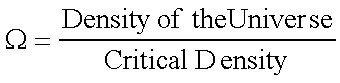 Ω = Density of theUniverse
Critical Density